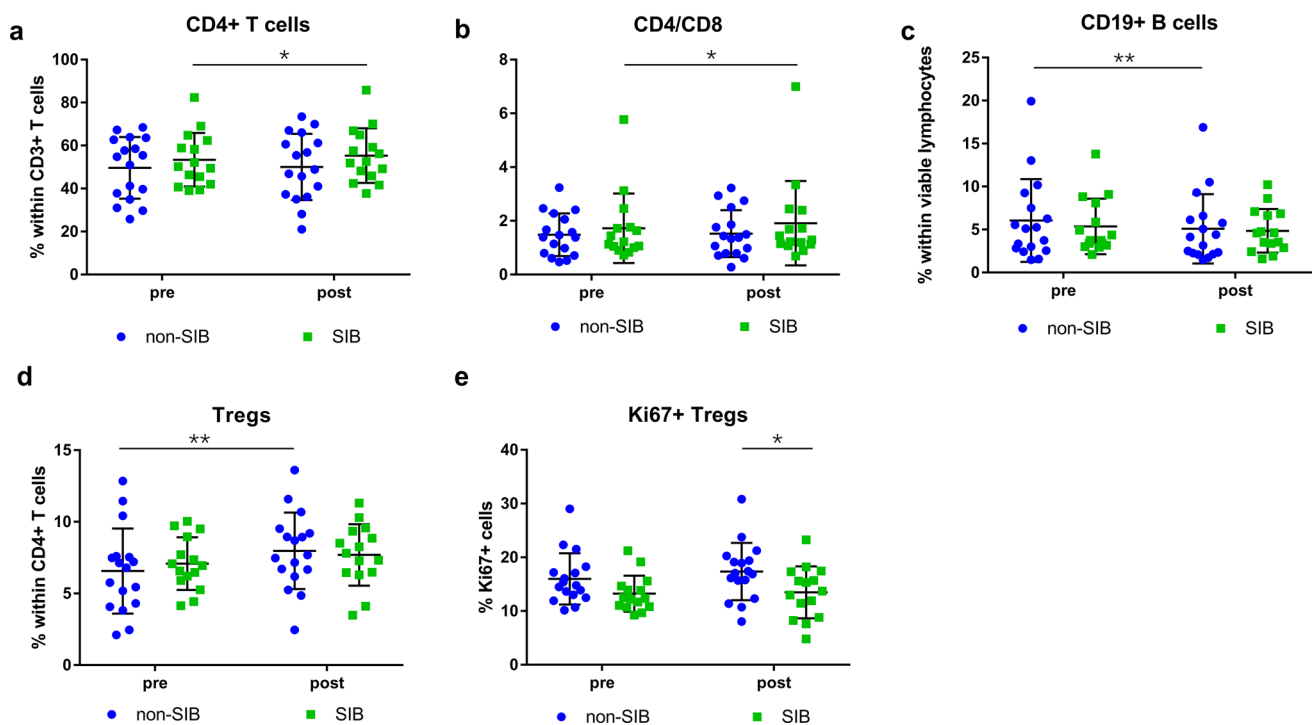 a
CD4+ T cells
% within CD3+ T cells
100
80
60
40
20
0
*
pre
post
non-SIB
SIB
b
CD4/CD8
8
6
4
2
0
*
pre
post
non-SIB
SIB
c
CD19+ B cells
% within viable lymphocytes
25
20
15
10
5
0
**
pre
post
non-SIB
SIB
d
Tregs
% within CD4+ T cells
15
10
5
0
**
pre
post
non-SIB
SIB
e
Ki67+ Tregs
% Ki67+ cells
40
30
20
10
0
*
pre
post
non-SIB
SIB